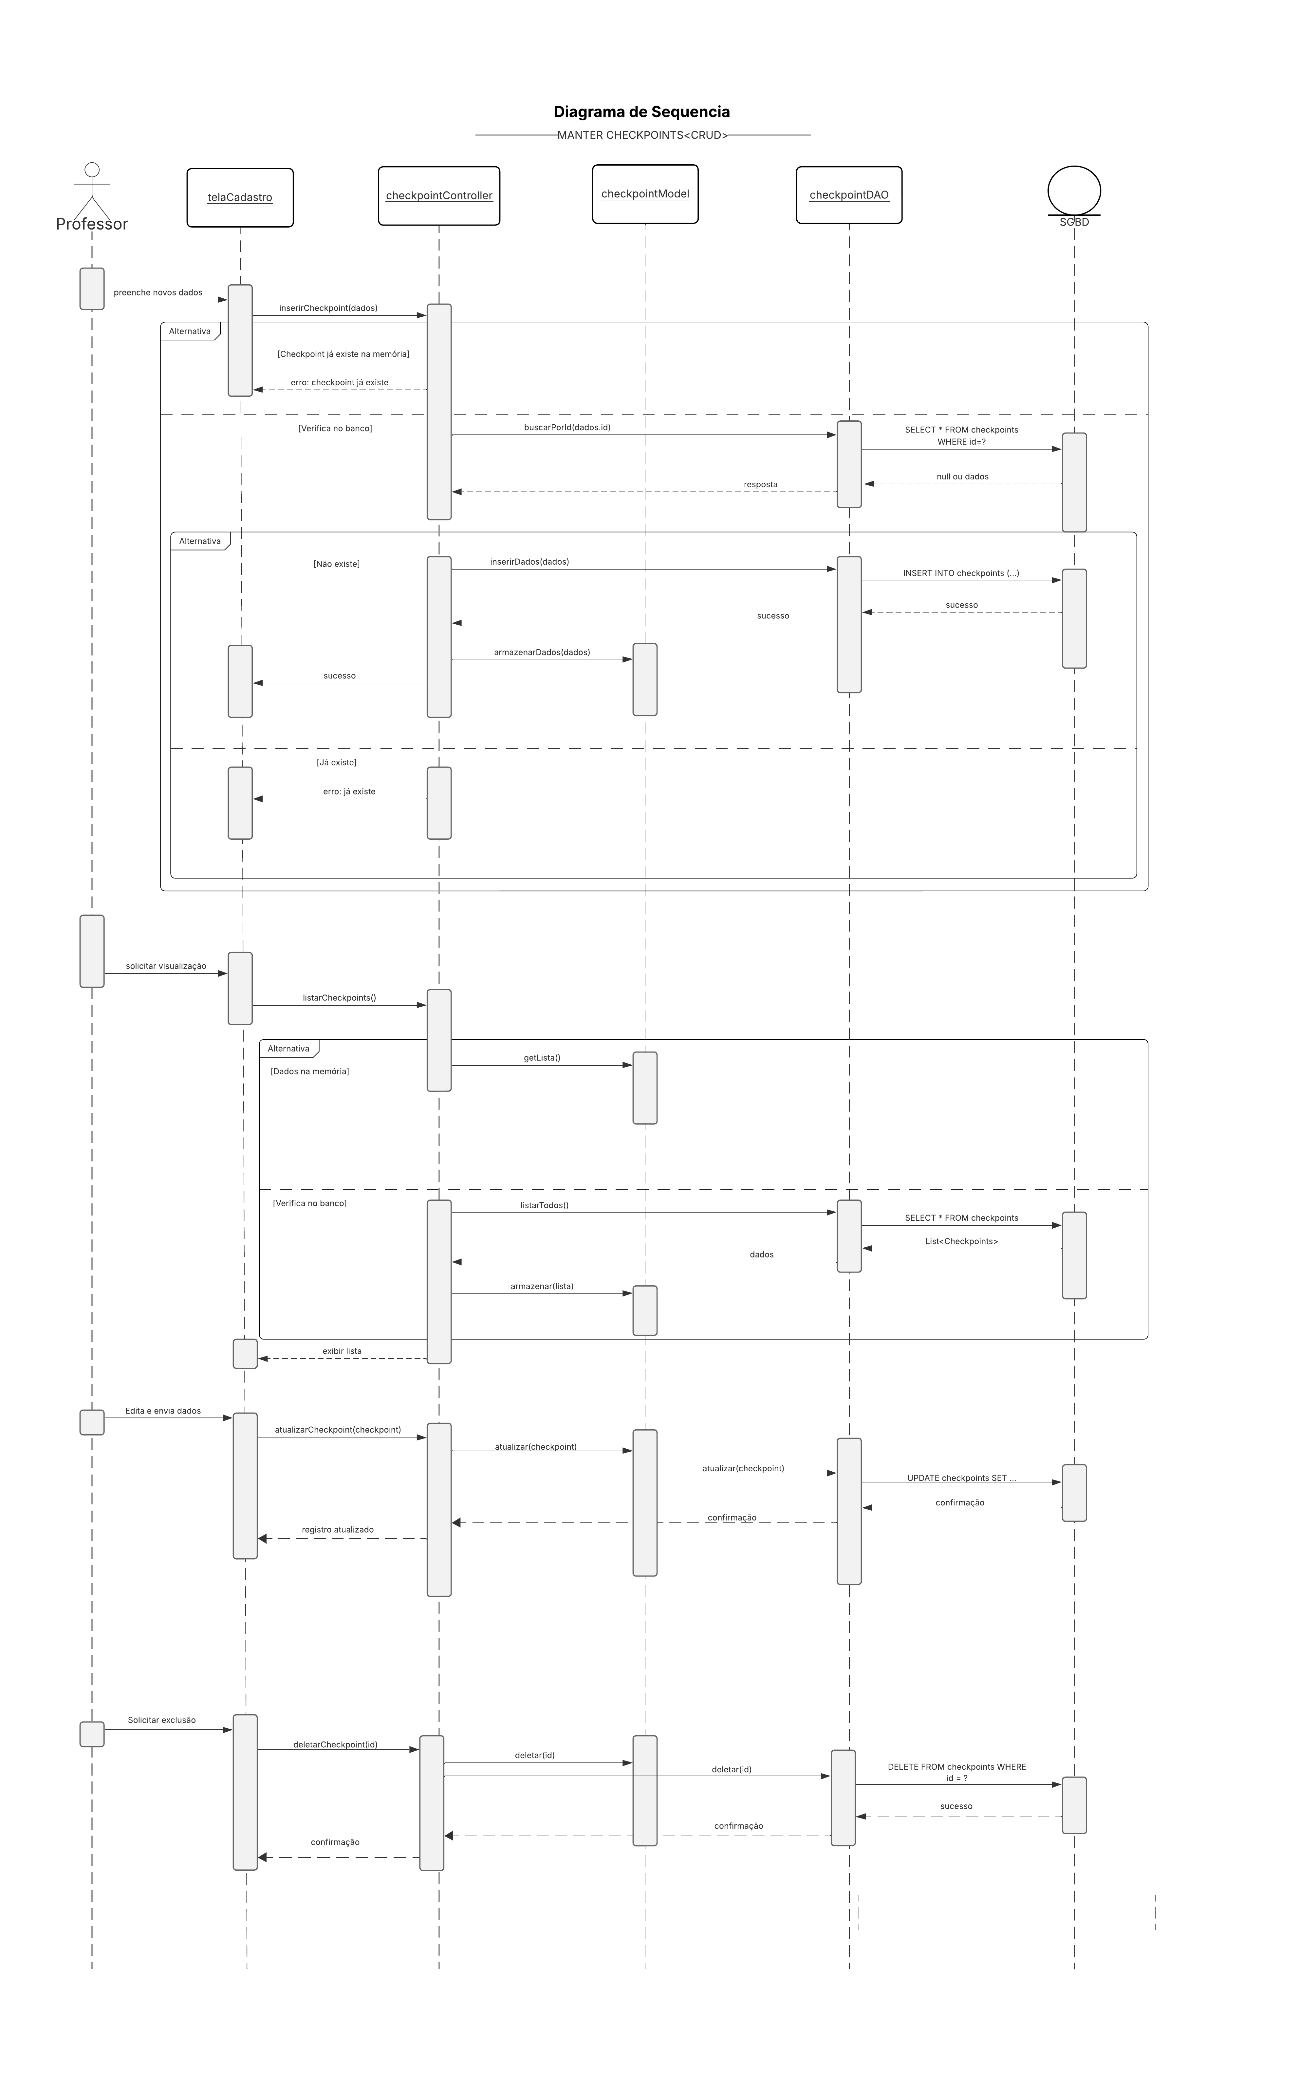 Diagrama de Sequencia
MANTER CHECKPOINTS<CRUD>
Professor
telaCadastro
checkpointController
checkpointModel
checkpointDAO
SGBD
preenche novos dados
inserirCheckpoint(dados)
Alternativa
[Checkpoint já existe na memória]
erro: checkpoint já existe
[Verifica no banco]
buscarPorId(dados.id)
SELECT * FROM checkpoints
WHERE id=?
null ou dados
resposta
Alternativa
[Não existe]
inserirDados(dados)
INSERT INTO checkpoints (...)
sucesso
sucesso
armazenarDados(dados)
sucesso
[Já existe]
erro: já existe
solicitar visualização
listarCheckpoints()
Alternativa
getLista()
[Dados na memória]
[Verifica no banco]
listarTodos()
SELECT * FROM checkpoints
List<Checkpoints>
dados
armazenar(lista)
exibir lista
Edita e envia dados
atualizarCheckpoint(checkpoint)
atualizar(checkpoint)
atualizar(checkpoint)
UPDATE checkpoints SET ...
confirmação
confirmação
registro atualizado
Solicitar exclusão
deletarCheckpoint(id)
deletar(id)
deletar(id)
DELETE FROM checkpoints WHERE
id = ?
sucesso
confirmação
confirmação